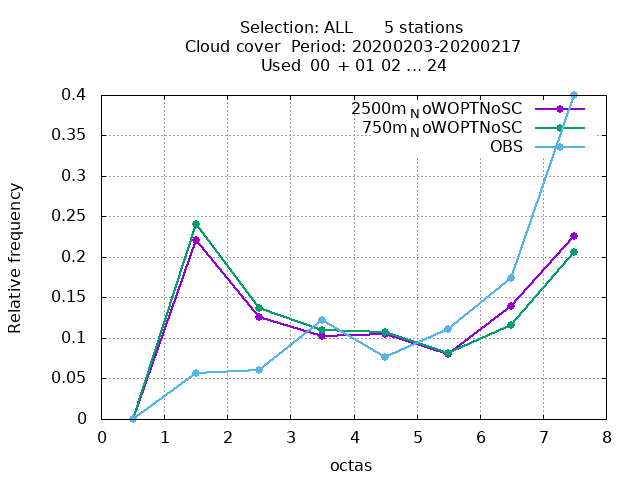 Selection: ALL      5 stations
Cloud cover  Period: 20200203-20200217
Used  00  + 01 02 ... 24
0.4
0.35
0.3
0.25
0.2
0.15
0.1
0.05
0
Relative frequency
2500m_NoWOPTNoSC
750m_NoWOPTNoSC
OBS
0 1 2 3 4 5 6 7 8
octas